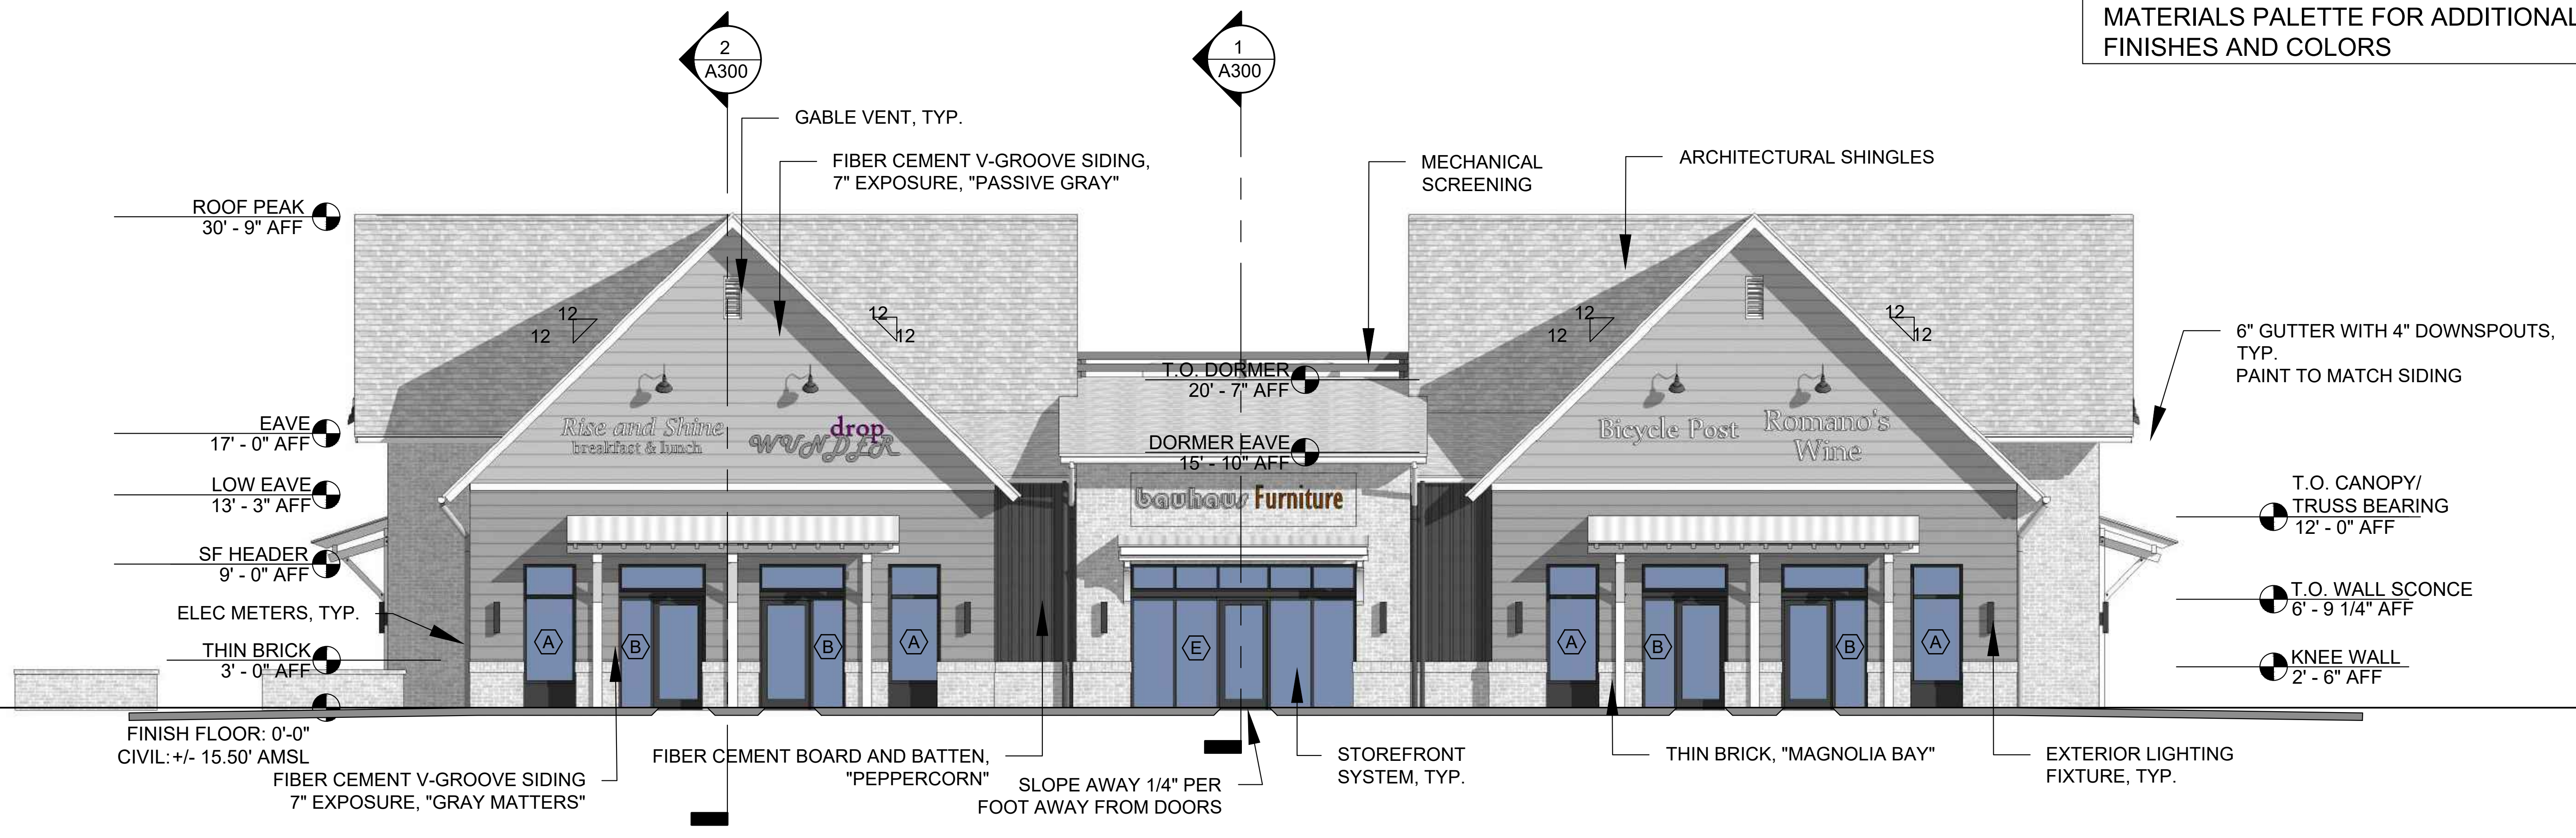 MATERIALS PALETTE FOR ADDITIONAL
FINISHES AND COLORS
2
A300
1
A300
GABLE VENT, TYP.
FIBER CEMENT V-GROOVE SIDING,
7" EXPOSURE, "PASSIVE GRAY"
MECHANICAL
SCREENING
ARCHITECTURAL SHINGLES
ROOF PEAK
30' - 9" AFF
12
12
12
12
12
12
12
12
6" GUTTER WITH 4" DOWNSPOUTS,
TYP.
PAINT TO MATCH SIDING
T.O. DORMER
20' - 7" AFF
EAVE
17' - 0" AFF
Rise and Shine
breakfast & lunch
drop
WUNDER
DORMER EAVE
15' - 10" AFF
Bicycle Post
Romano's
Wine
LOW EAVE
13' - 3" AFF
bauhaus Furniture
T.O. CANOPY/
TRUSS BEARING
12' - 0" AFF
SF HEADER
9' - 0" AFF
T.O. WALL SCONCE
6' - 9 1/4" AFF
ELEC METERS, TYP.
A
B
B
A
E
A
B
B
A
THIN BRICK
3' - 0" AFF
KNEE WALL
2' - 6" AFF
FINISH FLOOR: 0'-0"
CIVIL:+/- 15.50' AMSL
FIBER CEMENT V-GROOVE SIDING
7" EXPOSURE, "GRAY MATTERS"
FIBER CEMENT BOARD AND BATTEN,
"PEPPERCORN"
SLOPE AWAY 1/4" PER
FOOT AWAY FROM DOORS
STOREFRONT
SYSTEM, TYP.
THIN BRICK, "MAGNOLIA BAY"
EXTERIOR LIGHTING
FIXTURE, TYP.